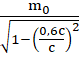 m₀
√1−(0,6c/c)²